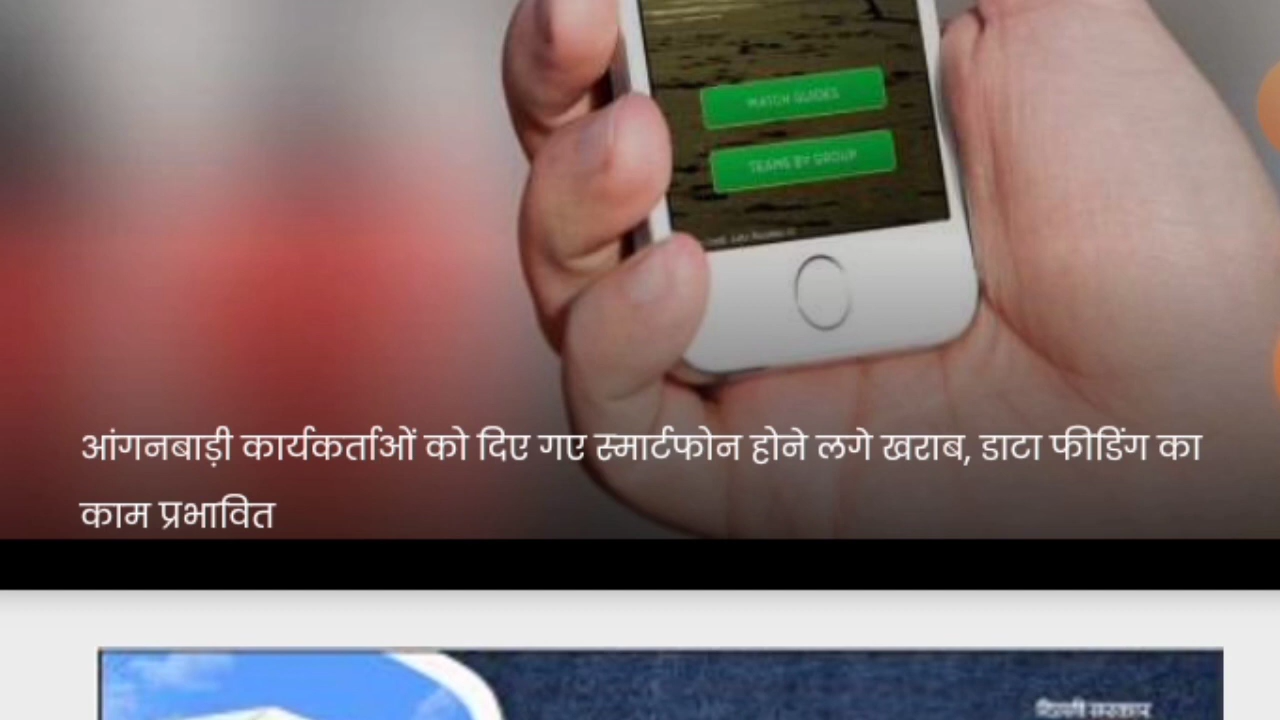 MATCH GUIDES
TEAMS BY GROUP
आंगनबाड़ी कार्यकर्ताओं को दिए गए स्मार्टफोन होने लगे खराब, डाटा फीडिंग का
काम प्रभावित
दिल्ली सरकार